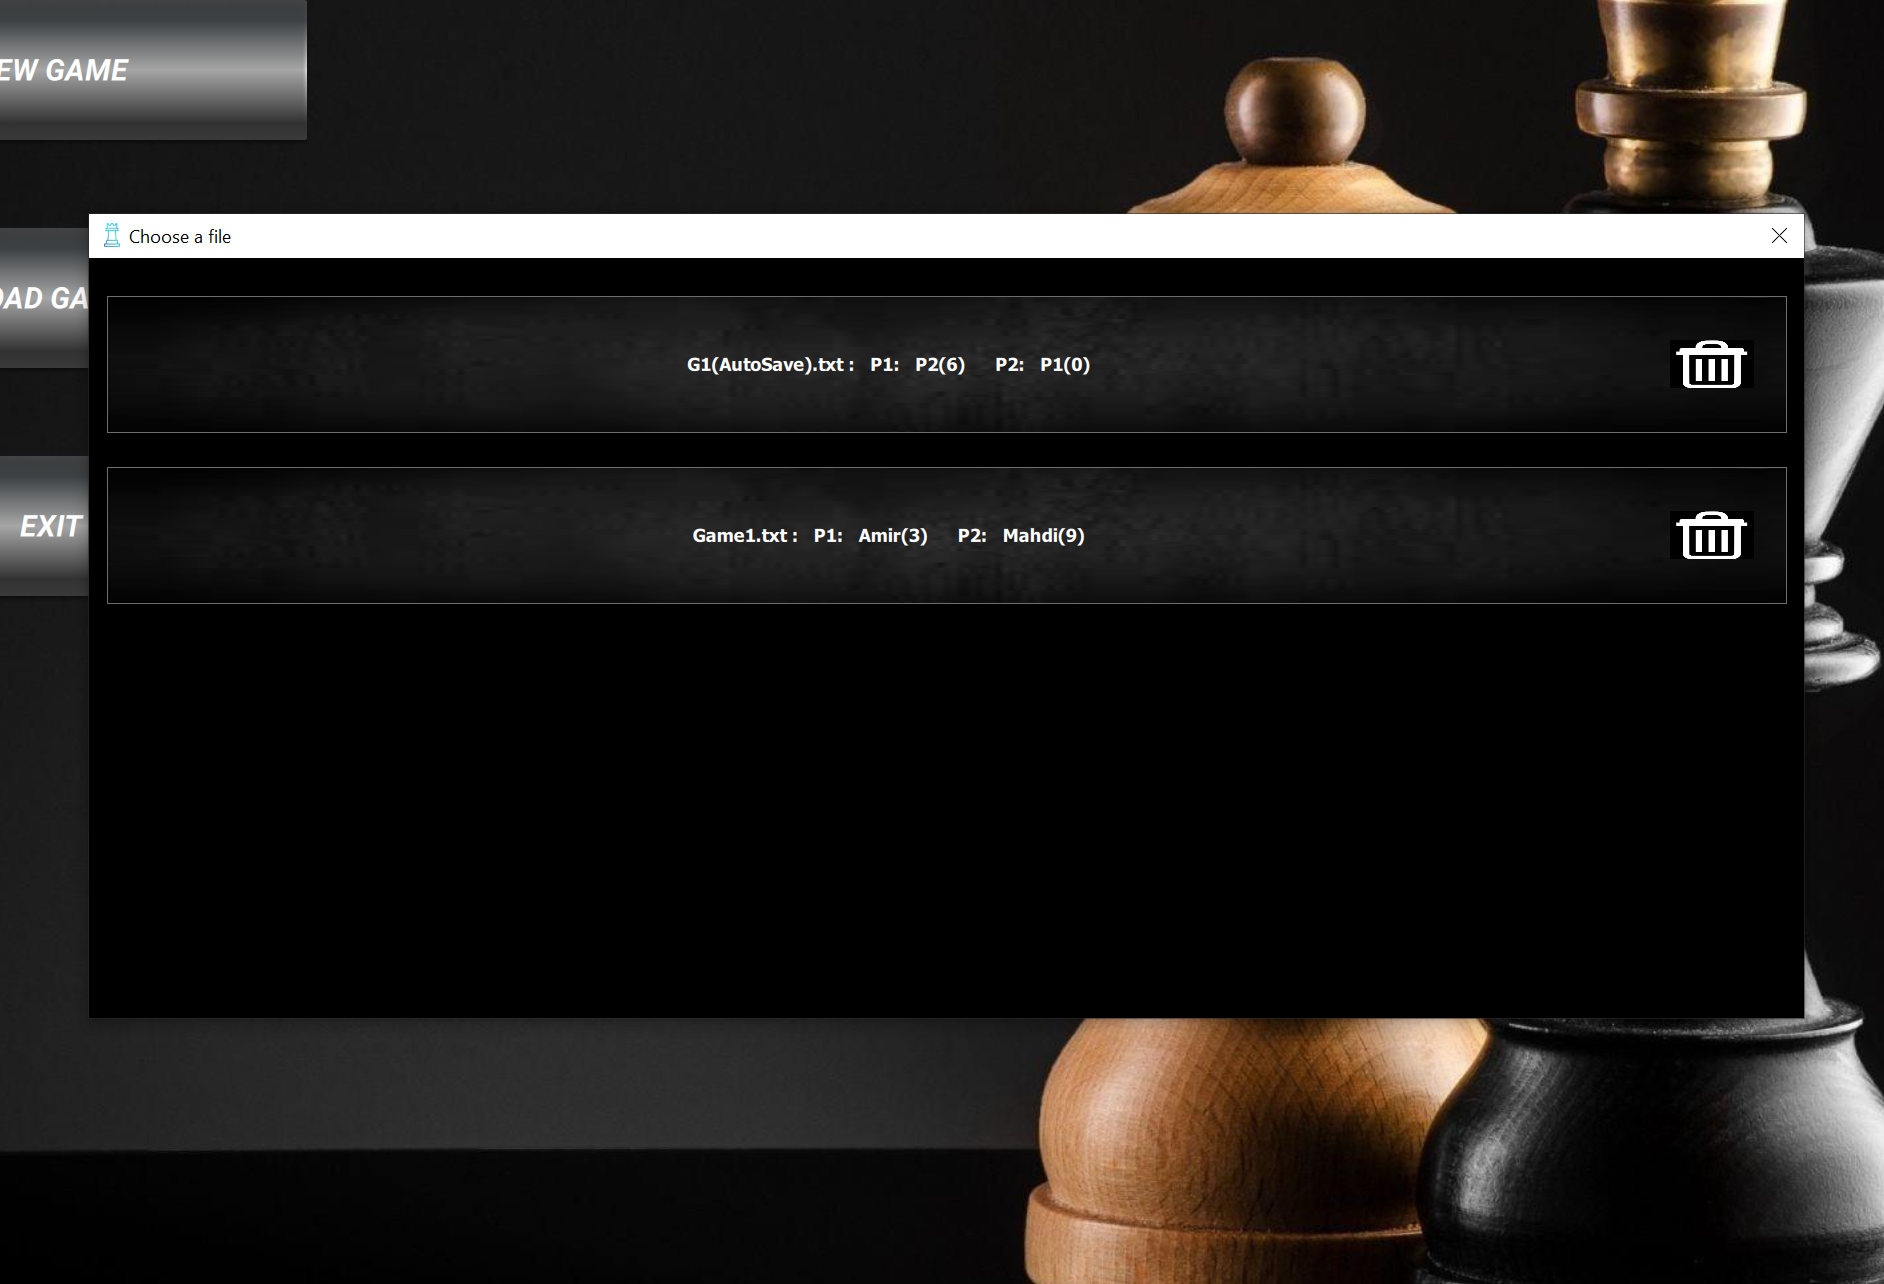 EW GAME
Choose a file
OAD GA
G1(AutoSave).txt : P1: P2(6) P2: P1(0)
EXIT
Game1.txt : P1: Amir(3) P2: Mahdi(9)